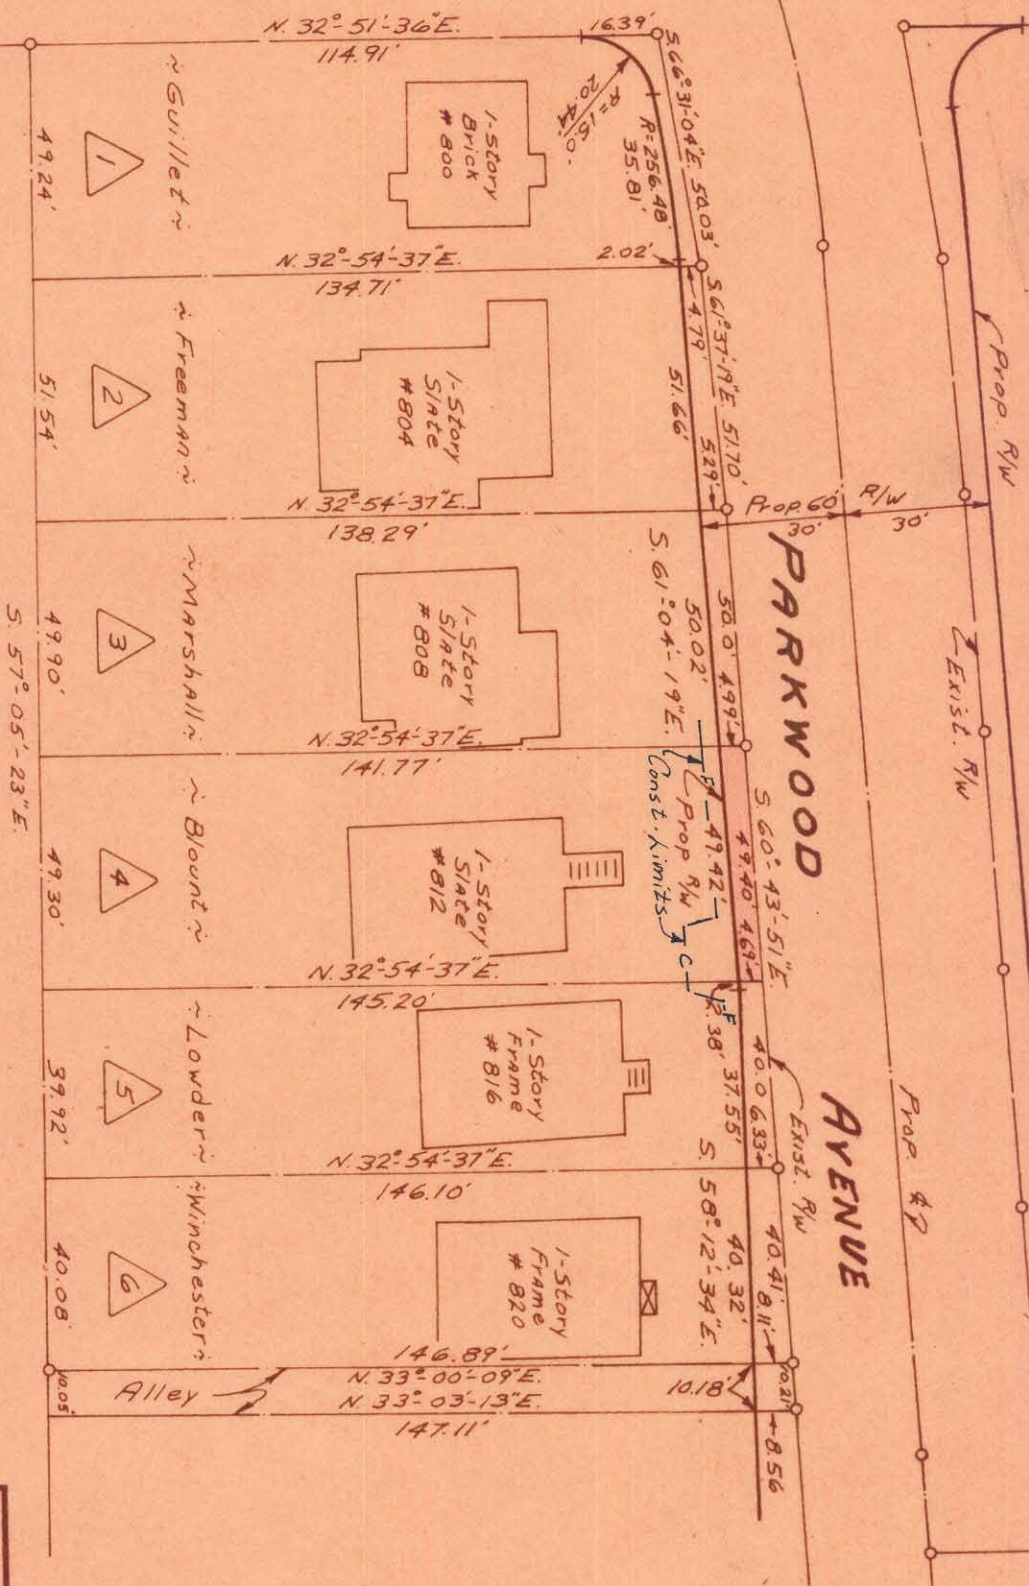 N. 32°-51'-36"E.
114.91'
16.39'
S. 66°-31'-04"E. 50.03'
R=15.0
20.44'
R=256.48'
35.81'
~Guillet~
1
49.24'
1-Story
Brick
#800
N. 32°-54'-37"E.
134.71'
2.02'
4.79'
S. 61°-37'-19"E. 51.70'
51.66'
5.29'
~Freeman~
2
51.54'
1-Story
Slate
#804
N. 32°-54'-37"E.
138.29'
Prop. 60' R/W
30'
30'
Prop. R/W
Exist. R/W
PARKWOOD
AVENUE
~Marshall~
3
49.90'
S. 57°-05'-23"E.
1-Story
Slate
#808
50.02'
S. 61°-04'-19"E.
50.0'
4.99'
N. 32°-54'-37"E.
141.77'
Prop R/W
Const. Limits
F
49.42'
C
F
S. 60°-43'-51"E.
49.40'
4.69'
~Blount~
4
49.30'
1-Story
Slate
#812
N. 32°-54'-37"E.
145.20'
2.38'
37.55'
40.0
6.33'
Exist. R/W
Prop. ℄
~Lowder~
5
39.92'
1-Story
Frame
#816
N. 32°-54'-37"E.
146.10'
S 58°-12'-34"E.
40.32'
40.41'
8.11'
~Winchester~
6
40.08'
1-Story
Frame
#820
146.89'
N. 33°-00'-09"E.
N. 33°-03'-13"E.
147.11'
Alley
10.05'
10.18'
10.21'
8.56